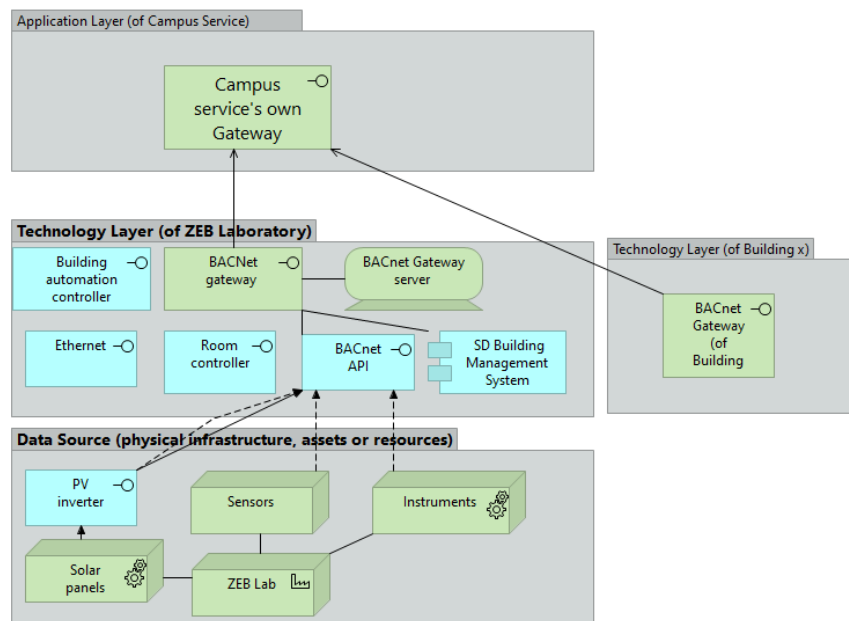 Application Layer (of Campus Service)
Campus
service's own
Gateway
Technology Layer (of ZEB Laboratory)
Building
automation
controller
BACNet
gateway
BACnet Gateway
server
Technology Layer (of Building x)
BACnet
Gateway
(of
Building
Ethernet
Room
controller
BACnet
API
SD Building
Management
System
Data Source (physical infrastructure, assets or resources)
PV
inverter
Sensors
Instruments
Solar
panels
ZEB Lab